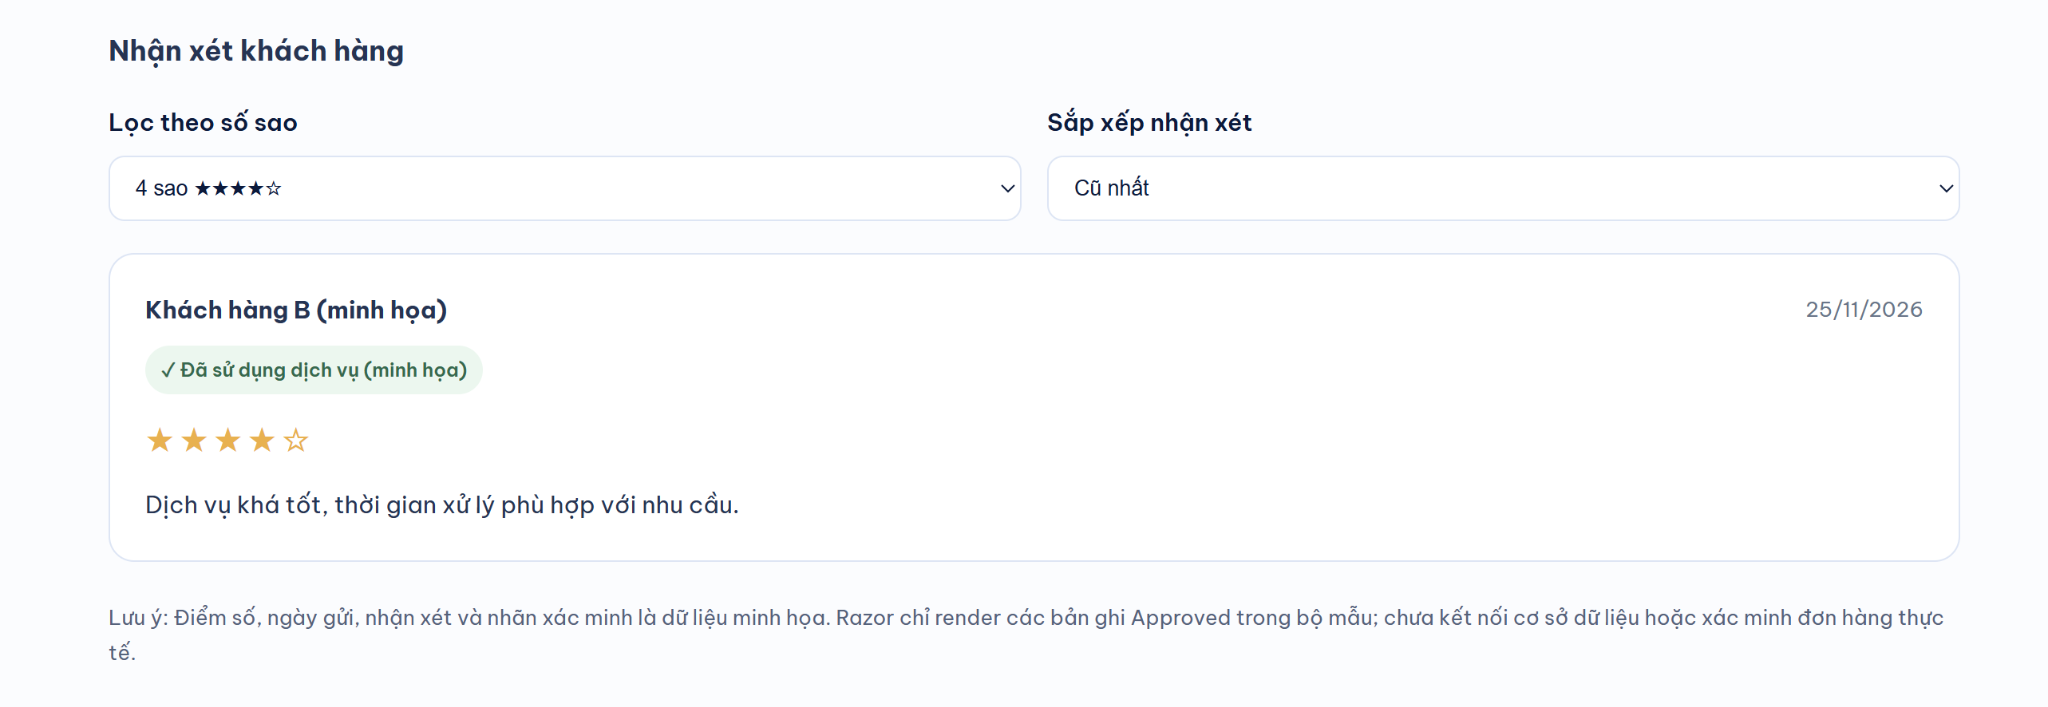 Nhận xét khách hàng
Lọc theo số sao
Sắp xếp nhận xét
4 sao ★★★★☆
Cũ nhất
Khách hàng B (minh họa)
25/11/2026
✓ Đã sử dụng dịch vụ (minh họa)
★★★★☆
Dịch vụ khá tốt, thời gian xử lý phù hợp với nhu cầu.
Lưu ý: Điểm số, ngày gửi, nhận xét và nhãn xác minh là dữ liệu minh họa. Razor chỉ render các bản ghi Approved trong bộ mẫu; chưa kết nối cơ sở dữ liệu hoặc xác minh đơn hàng thực
tế.